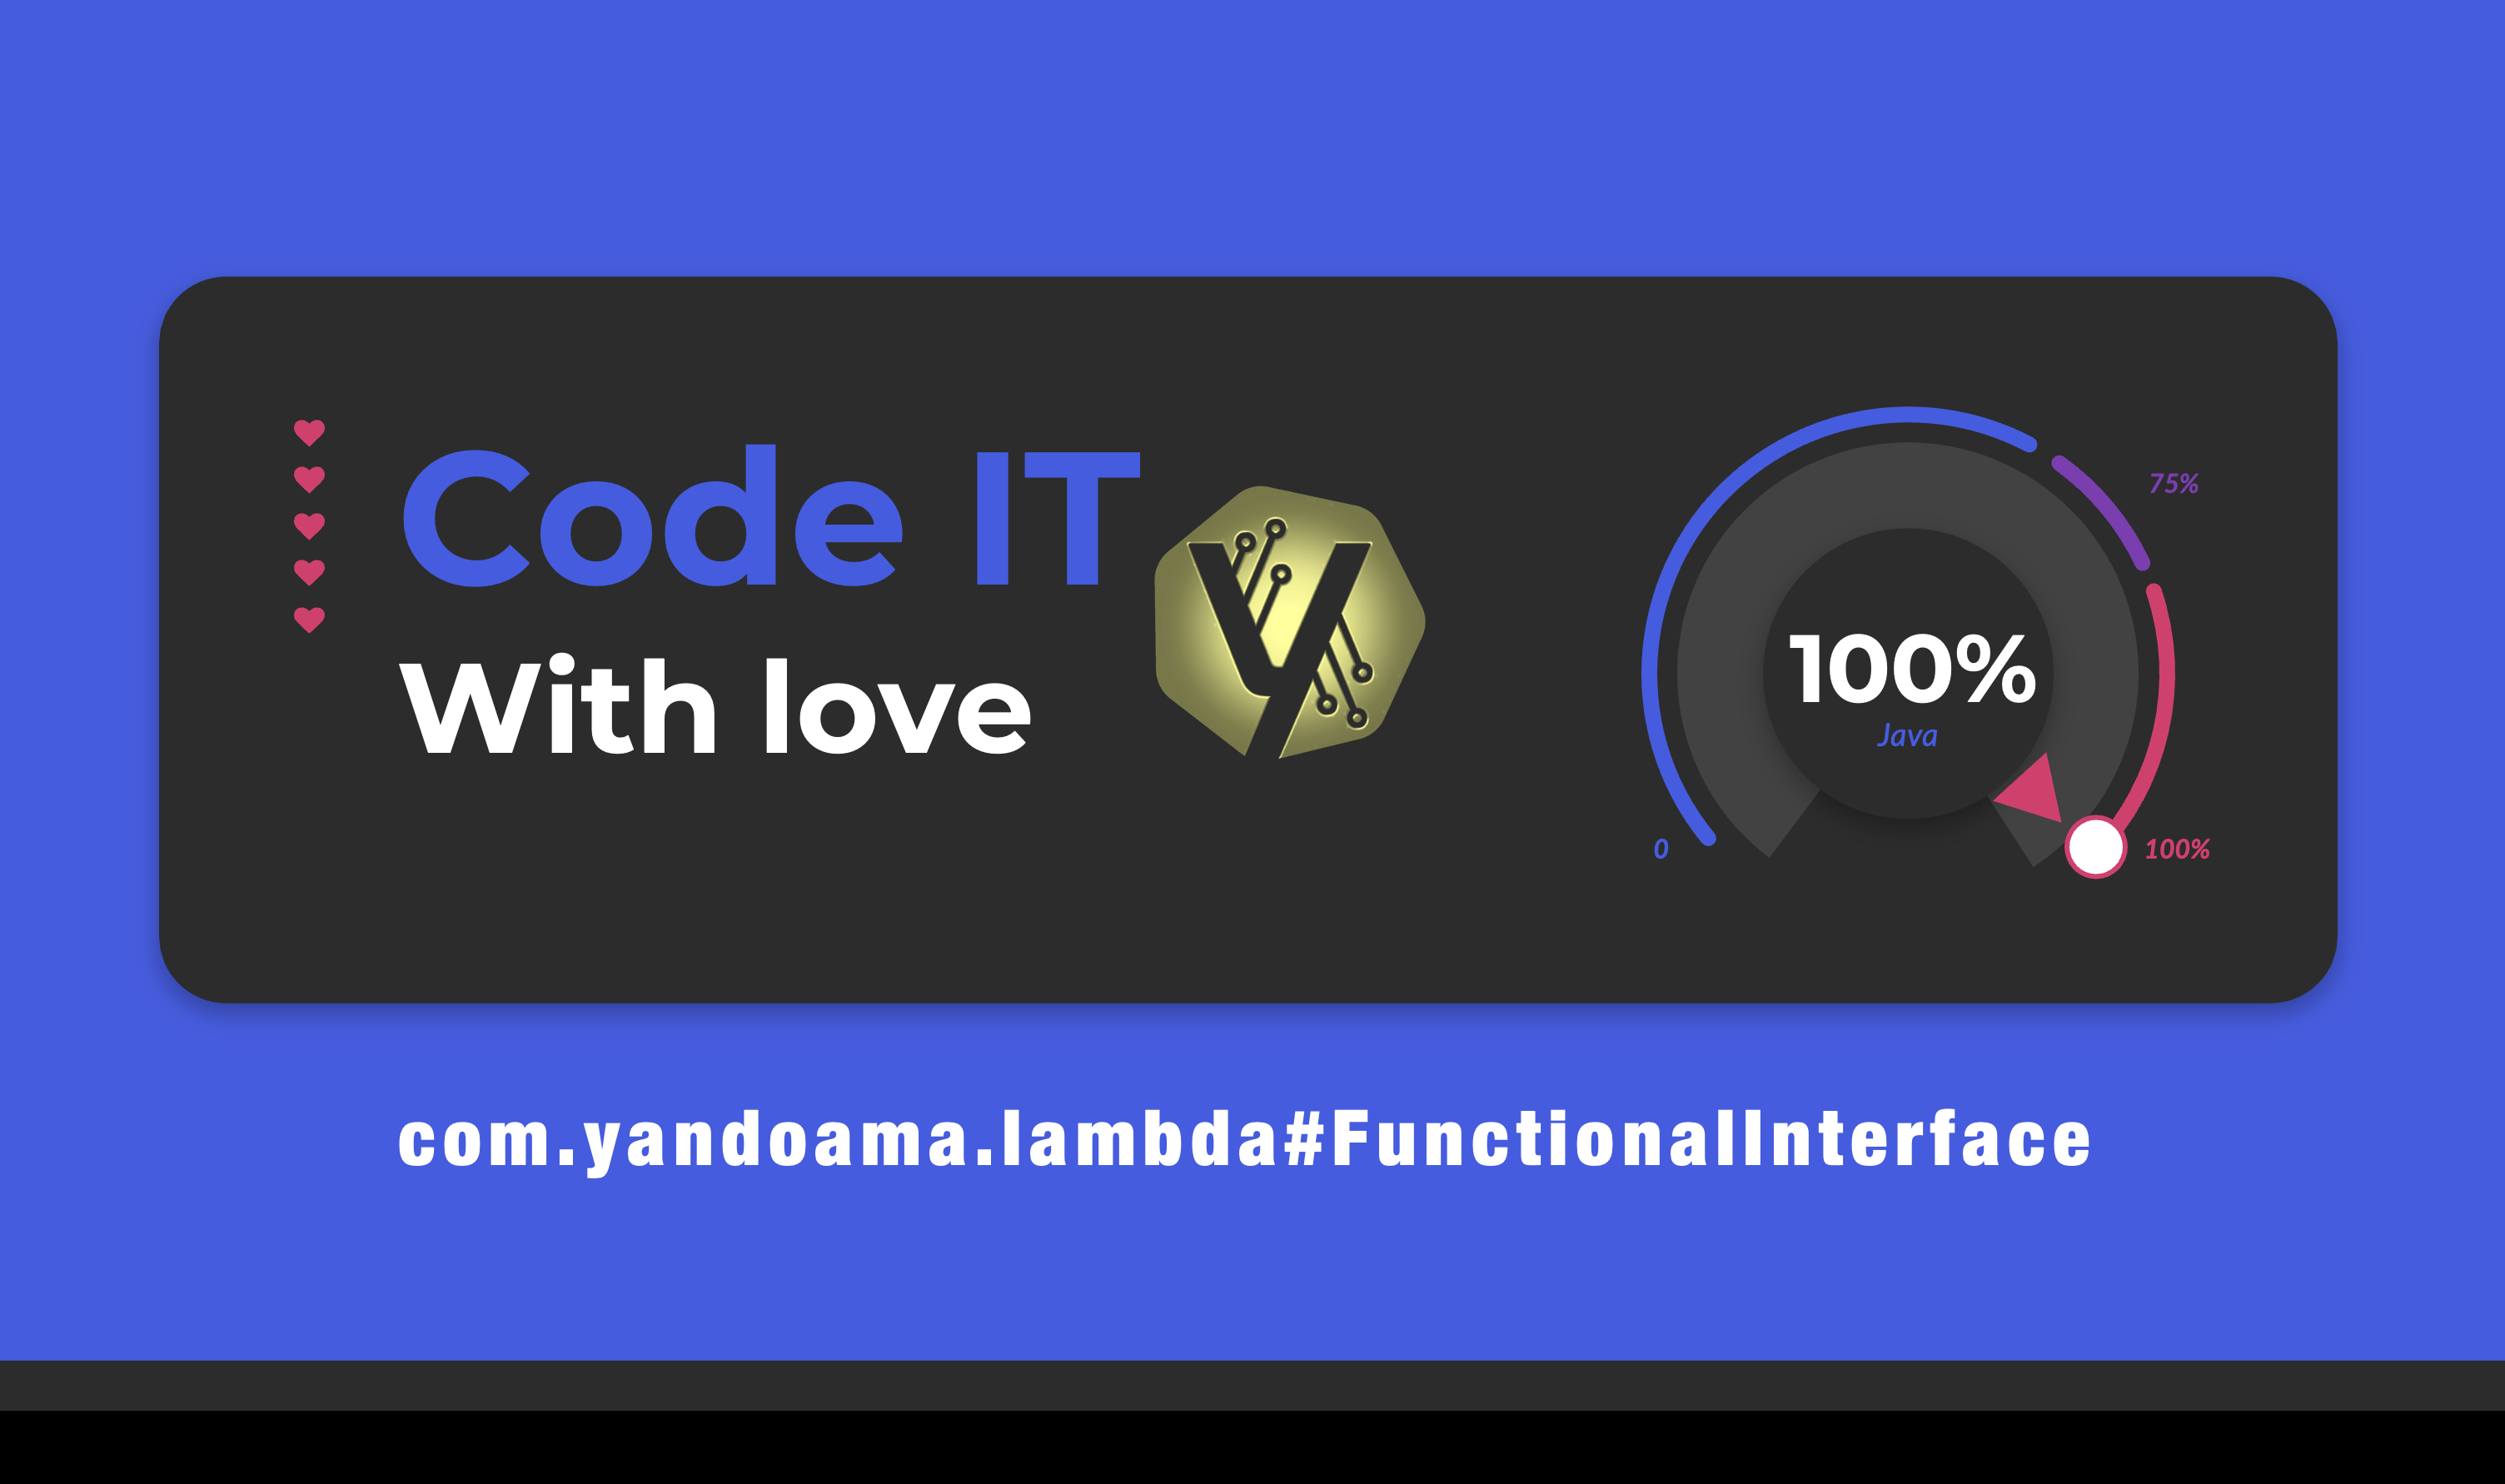 Code IT
With love
75%
100%
Java
0
100%
com.yandoama.lambda#FunctionalInterface